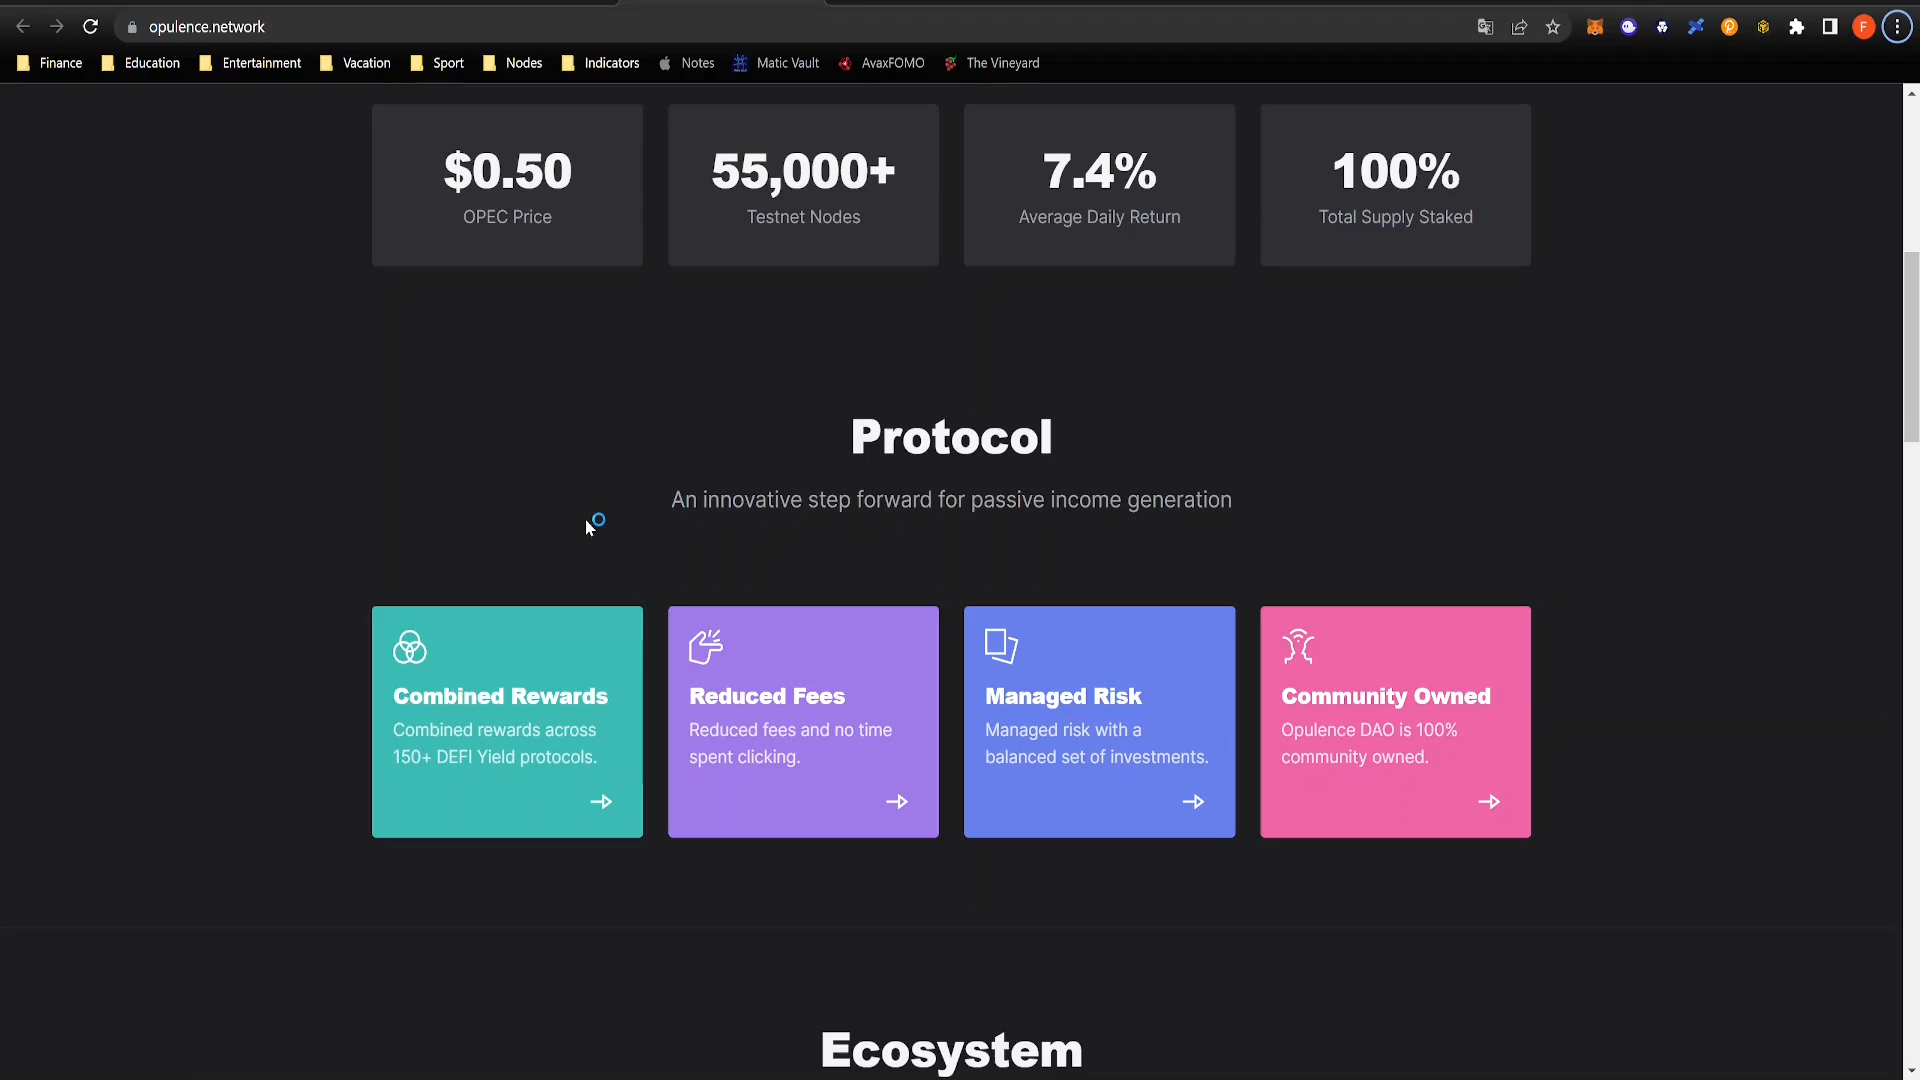 opulence.network
F
Finance Education Entertainment Vacation Sport Nodes Indicators Notes Matic Vault AvaxFOMO The Vineyard
$0.50 55,000+ 7.4% 100%
OPEC Price Testnet Nodes Average Daily Return Total Supply Staked
Protocol
An innovative step forward for passive income generation
Combined Rewards
Combined rewards across
150+ DEFI Yield protocols.
Reduced Fees
Reduced fees and no time
spent clicking.
Managed Risk
Managed risk with a
balanced set of investments.
Community Owned
Opulence DAO is 100%
community owned.
Ecosystem